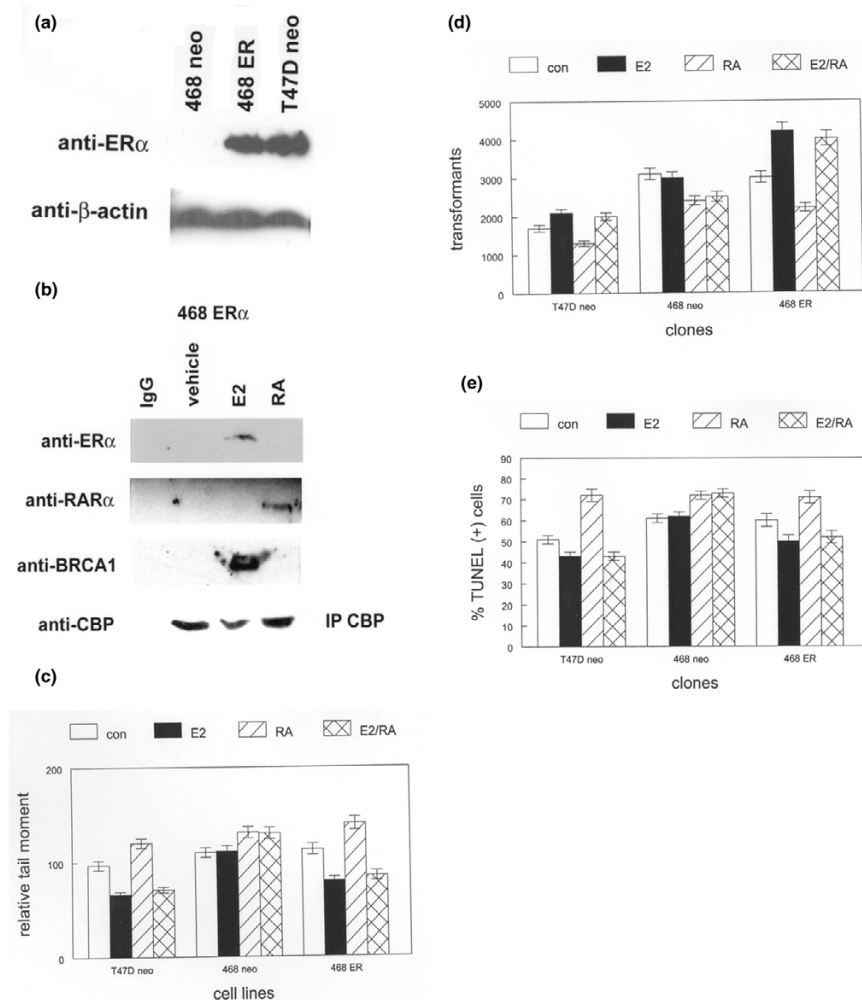 (a)
468 neo
468 ER
T47D neo
anti-ERα
anti-β-actin
(b)
468 ERα
IgG
vehicle
E2
RA
anti-ERα
anti-RARα
anti-BRCA1
anti-CBP
IP CBP
(c)
con
E2
RA
E2/RA
200
100
0
relative tail moment
T47D neo
468 neo
468 ER
cell lines
(d)
con
E2
RA
E2/RA
5000
4000
3000
2000
1000
0
transformants
T47D neo
468 neo
468 ER
clones
(e)
con
E2
RA
E2/RA
90
80
70
60
50
40
30
20
10
0
% TUNEL (+) cells
T47D neo
468 neo
468 ER
clones